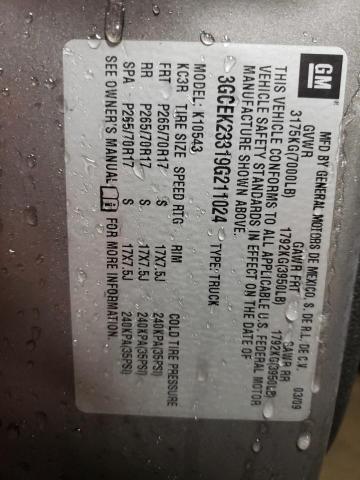 GM
MFD BY GENERAL MOTORS DE MEXICO, S. DE R.L. DE C.V.
03/09
GVWR GAWR FRT GAWR RR
3175KG(7000LB) 1792KG(3950LB) 1792KG(3950LB)
THIS VEHICLE CONFORMS TO ALL APPLICABLE U.S. FEDERAL MOTOR
VEHICLE SAFETY STANDARDS IN EFFECT ON THE DATE OF
MANUFACTURE SHOWN ABOVE.
3GCEK23319G211024 TYPE: TRUCK
MODEL: K10543
KC3R TIRE SIZE SPEED RTG RIM COLD TIRE PRESSURE
FRT P265/70R17 S 17X7.5J 240KPA(35PSI)
RR P265/70R17 S 17X7.5J 240KPA(35PSI)
SPA P265/70R17 S 17X7.5J 240KPA(35PSI)
SEE OWNER'S MANUAL FOR MORE INFORMATION.